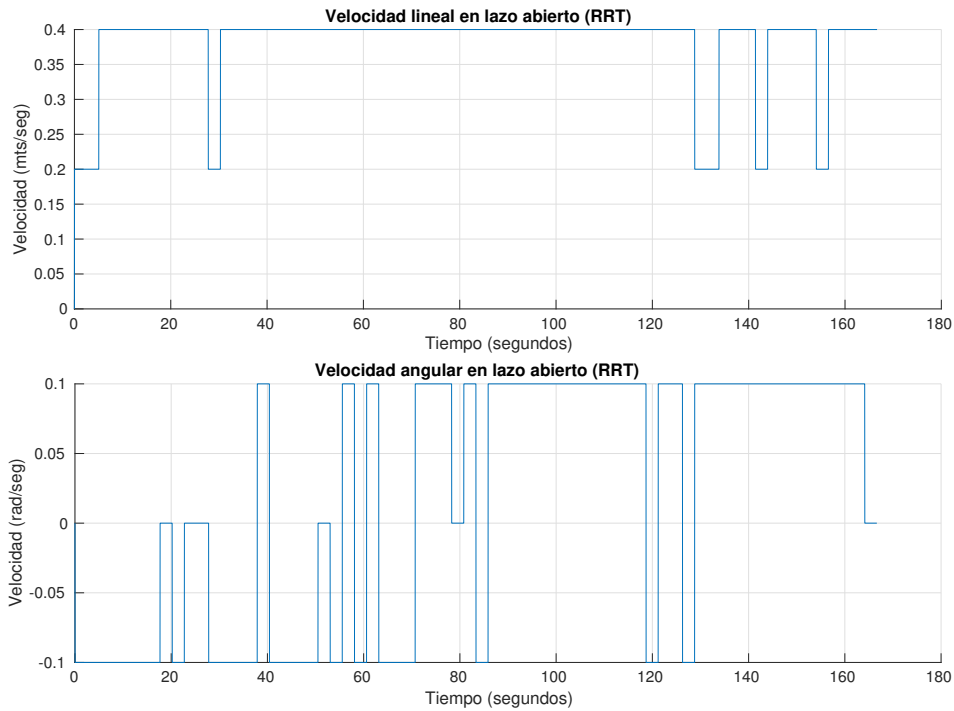 Velocidad lineal en lazo abierto (RRT)
0.4
0.35
0.3
0.25
0.2
0.15
0.1
0.05
0
Velocidad (mts/seg)
0 20 40 60 80 100 120 140 160 180
Tiempo (segundos)
Velocidad angular en lazo abierto (RRT)
0.1
0.05
0
-0.05
-0.1
Velocidad (rad/seg)
0 20 40 60 80 100 120 140 160 180
Tiempo (segundos)